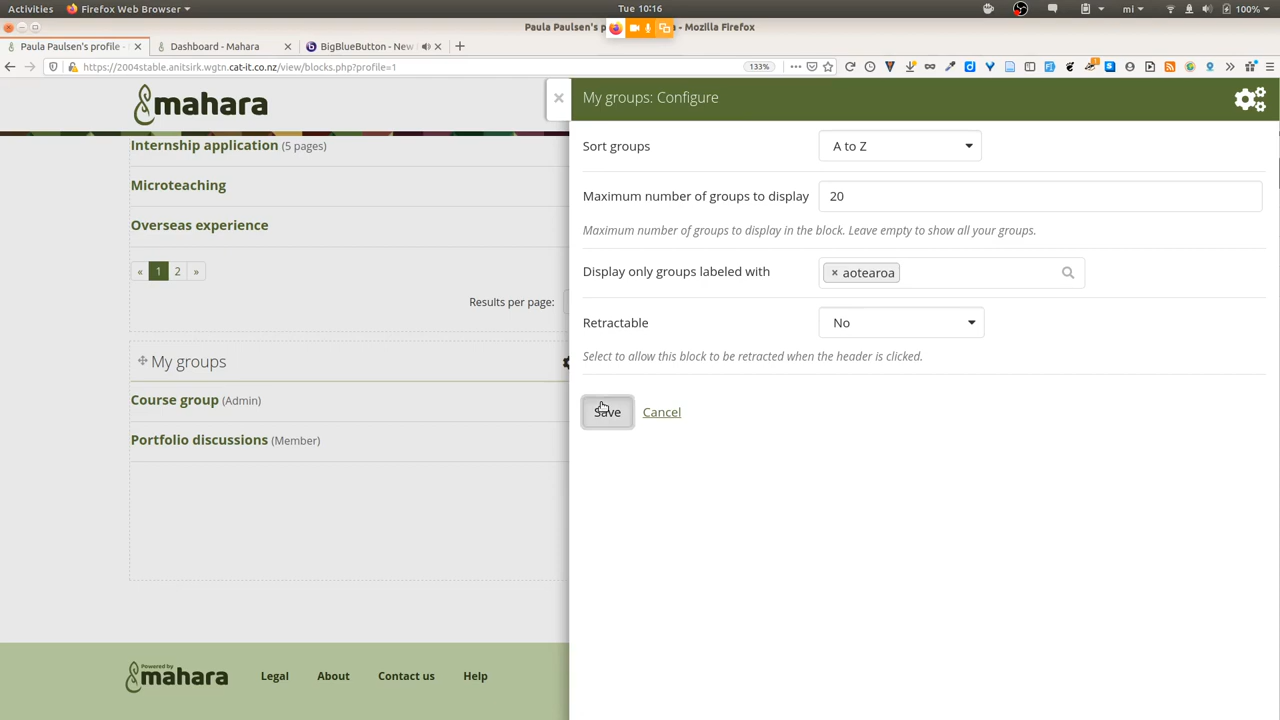 Activities Firefox Web Browser Tue 10:16 mi 100%
Paula Paulsen's p a - Mozilla Firefox
Paula Paulsen's profile - × Dashboard - Mahara × BigBlueButton - New × +
https://2004stable.anitsirk.wgtn.cat-it.co.nz/view/blocks.php?profile=1 133%
mahara
× My groups: Configure
Internship application (5 pages)
Sort groups A to Z
Microteaching
Maximum number of groups to display 20
Overseas experience
Maximum number of groups to display in the block. Leave empty to show all your groups.
« 1 2 »
Display only groups labeled with × aotearoa
Results per page:
Retractable No
Select to allow this block to be retracted when the header is clicked.
My groups
Course group (Admin)
Save Cancel
Portfolio discussions (Member)
Powered by
mahara Legal About Contact us Help